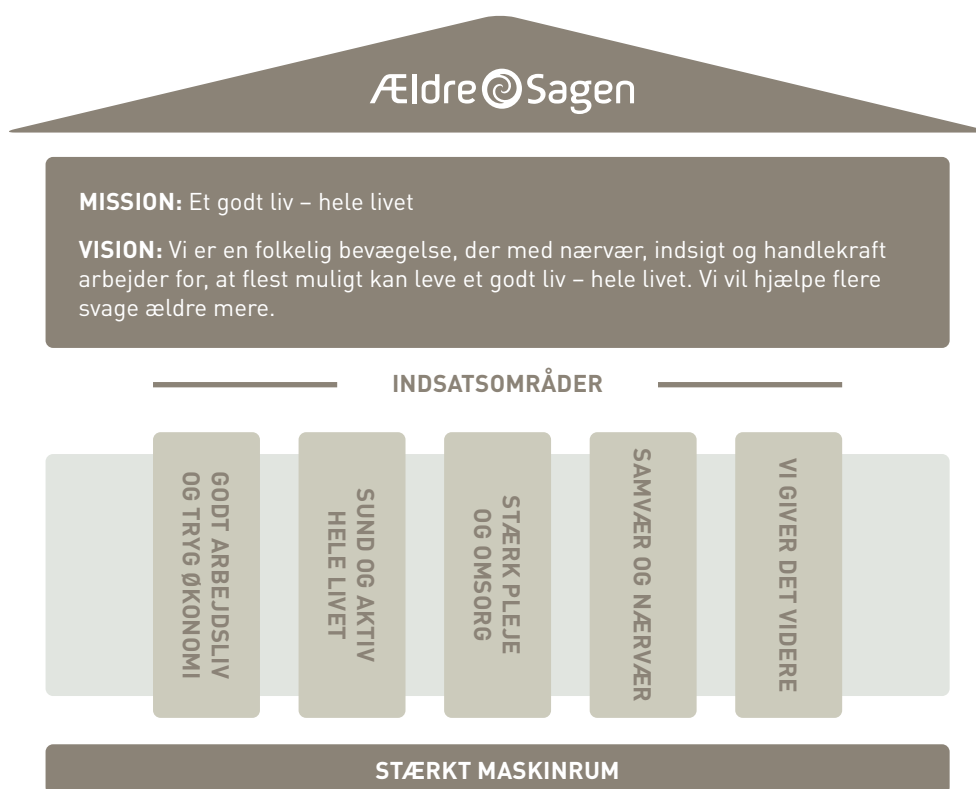 Ældre Sagen
MISSION: Et godt liv – hele livet
VISION: Vi er en folkelig bevægelse, der med nærvær, indsigt og handlekraft
arbejder for, at flest muligt kan leve et godt liv – hele livet. Vi vil hjælpe flere
svage ældre mere.
INDSATSOMRÅDER
GODT ARBEJDSLIV
OG TRYG ØKONOMI
SUND OG AKTIV
HELE LIVET
STÆRK PLEJE
OG OMSORG
SAMVÆR OG NÆRVÆR
VI GIVER DET VIDERE
STÆRKT MASKINRUM